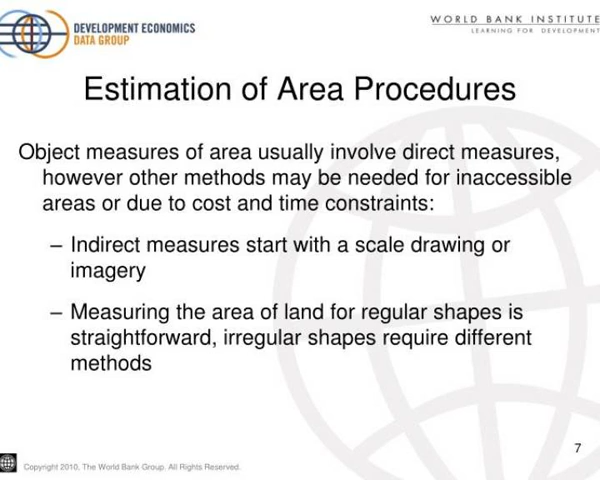 DEVELOPMENT ECONOMICS
DATA GROUP
WORLD BANK INSTITUTE
LEARNING FOR DEVELOPMENT
Estimation of Area Procedures
Object measures of area usually involve direct measures,
however other methods may be needed for inaccessible
areas or due to cost and time constraints:
– Indirect measures start with a scale drawing or
imagery
– Measuring the area of land for regular shapes is
straightforward, irregular shapes require different
methods
7
Copyright 2010, The World Bank Group. All Rights Reserved.